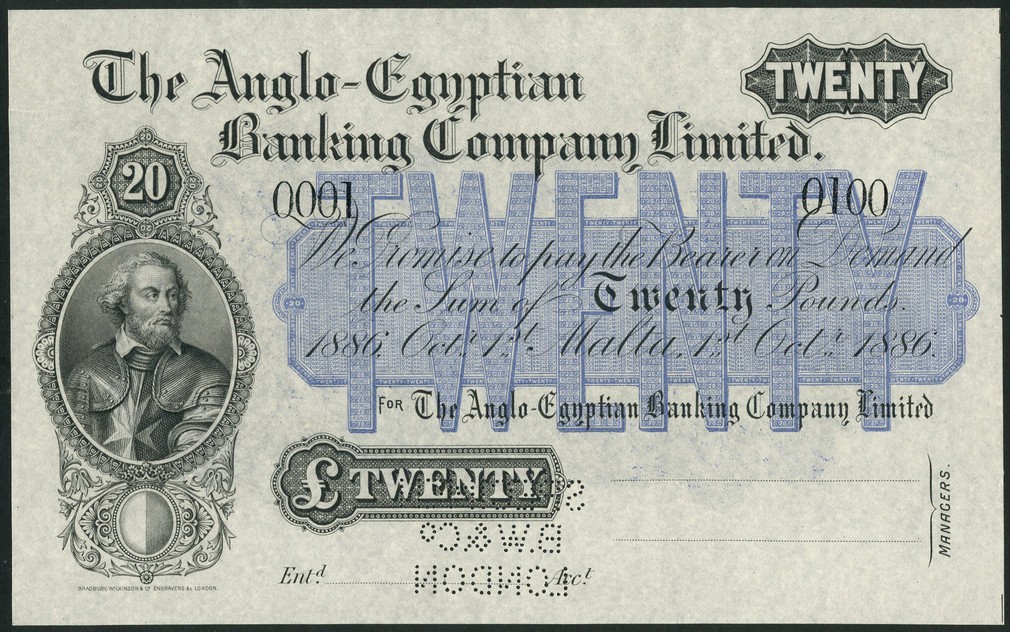 The Anglo-Egyptian
Banking Company Limited.
TWENTY
20
0001
0100
TWENTY
We Promise to pay the Bearer on Demand
the Sum of Twenty Pounds.
1886. Octr. 1st. Malta, 1st. Octr. 1886.
FOR The Anglo-Egyptian Banking Company Limited
£ TWENTY
B.W.&Co.
LONDON
MANAGERS.
Entd. Acct.
BRADBURY, WILKINSON & Co. ENGRAVERS &c. LONDON.